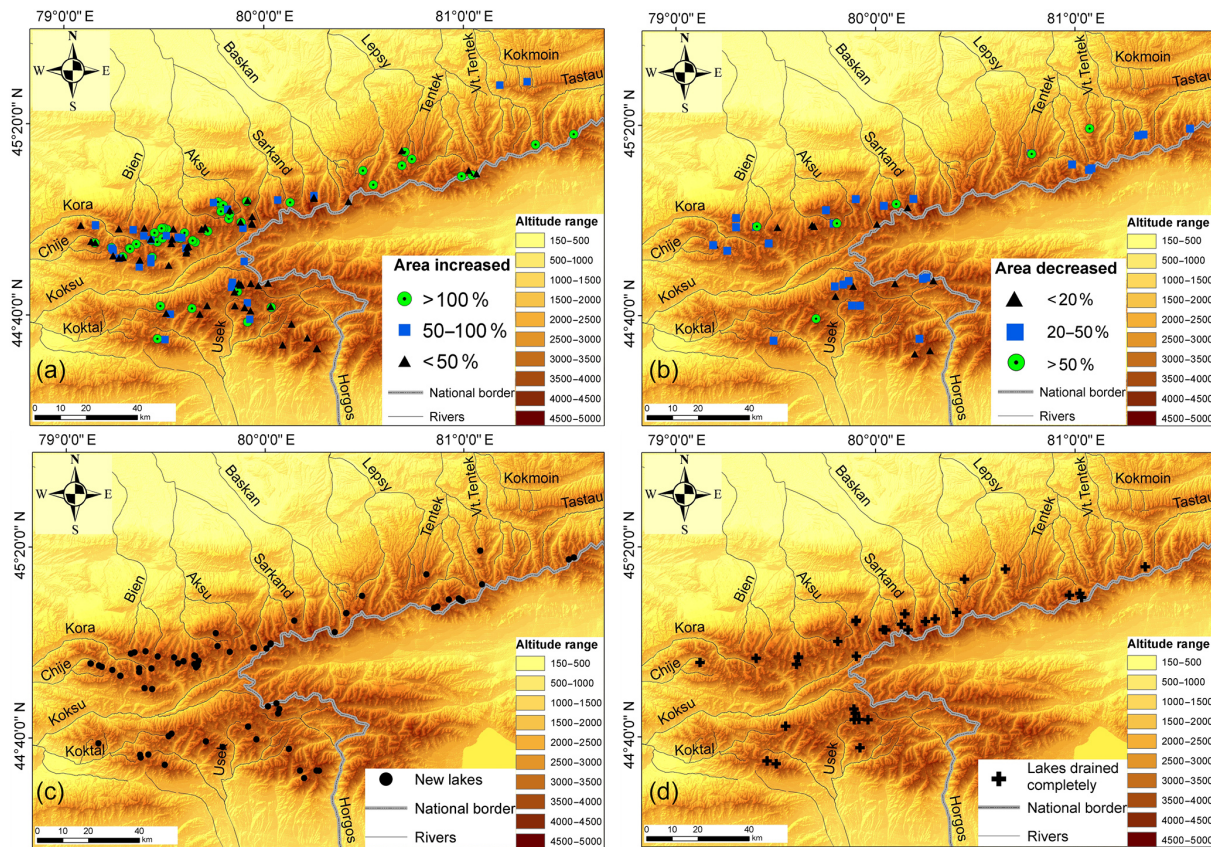 79°0'0" E
80°0'0" E
81°0'0" E
45°20'0" N
44°40'0" N
N
W
E
S
Baskan
Lepsy
Kokmoin
Tentek
Vt.Tentek
Tastau
Bien
Aksu
Sarkand
Kora
Chije
Koksu
Koktal
Usek
Horgos
Area increased
>100 %
50–100 %
<50 %
National border
Rivers
Altitude range
150–500
500–1000
1000–1500
1500–2000
2000–2500
2500–3000
3000–3500
3500–4000
4000–4500
4500–5000
(a)
0 10 20 40
km
79°0'0" E
80°0'0" E
81°0'0" E
N
W
E
S
Baskan
Lepsy
Kokmoin
Tentek
Vt.Tentek
Tastau
Bien
Aksu
Sarkand
Kora
Chije
Koksu
Koktal
Usek
Horgos
Area decreased
<20 %
20–50 %
>50 %
National border
Rivers
Altitude range
150–500
500–1000
1000–1500
1500–2000
2000–2500
2500–3000
3000–3500
3500–4000
4000–4500
4500–5000
(b)
0 10 20 40
km
79°0'0" E
80°0'0" E
81°0'0" E
45°20'0" N
44°40'0" N
N
W
E
S
Baskan
Lepsy
Kokmoin
Tentek
Vt.Tentek
Tastau
Bien
Aksu
Sarkand
Kora
Chije
Koksu
Koktal
Usek
Horgos
New lakes
National border
Rivers
Altitude range
150–500
500–1000
1000–1500
1500–2000
2000–2500
2500–3000
3000–3500
3500–4000
4000–4500
4500–5000
(c)
0 10 20 40
km
79°0'0" E
80°0'0" E
81°0'0" E
N
W
E
S
Baskan
Lepsy
Kokmoin
Tentek
Vt.Tentek
Tastau
Bien
Aksu
Sarkand
Kora
Chije
Koksu
Koktal
Usek
Horgos
Lakes drained
completely
National border
Rivers
Altitude range
150–500
500–1000
1000–1500
1500–2000
2000–2500
2500–3000
3000–3500
3500–4000
4000–4500
4500–5000
(d)
0 10 20 40
km